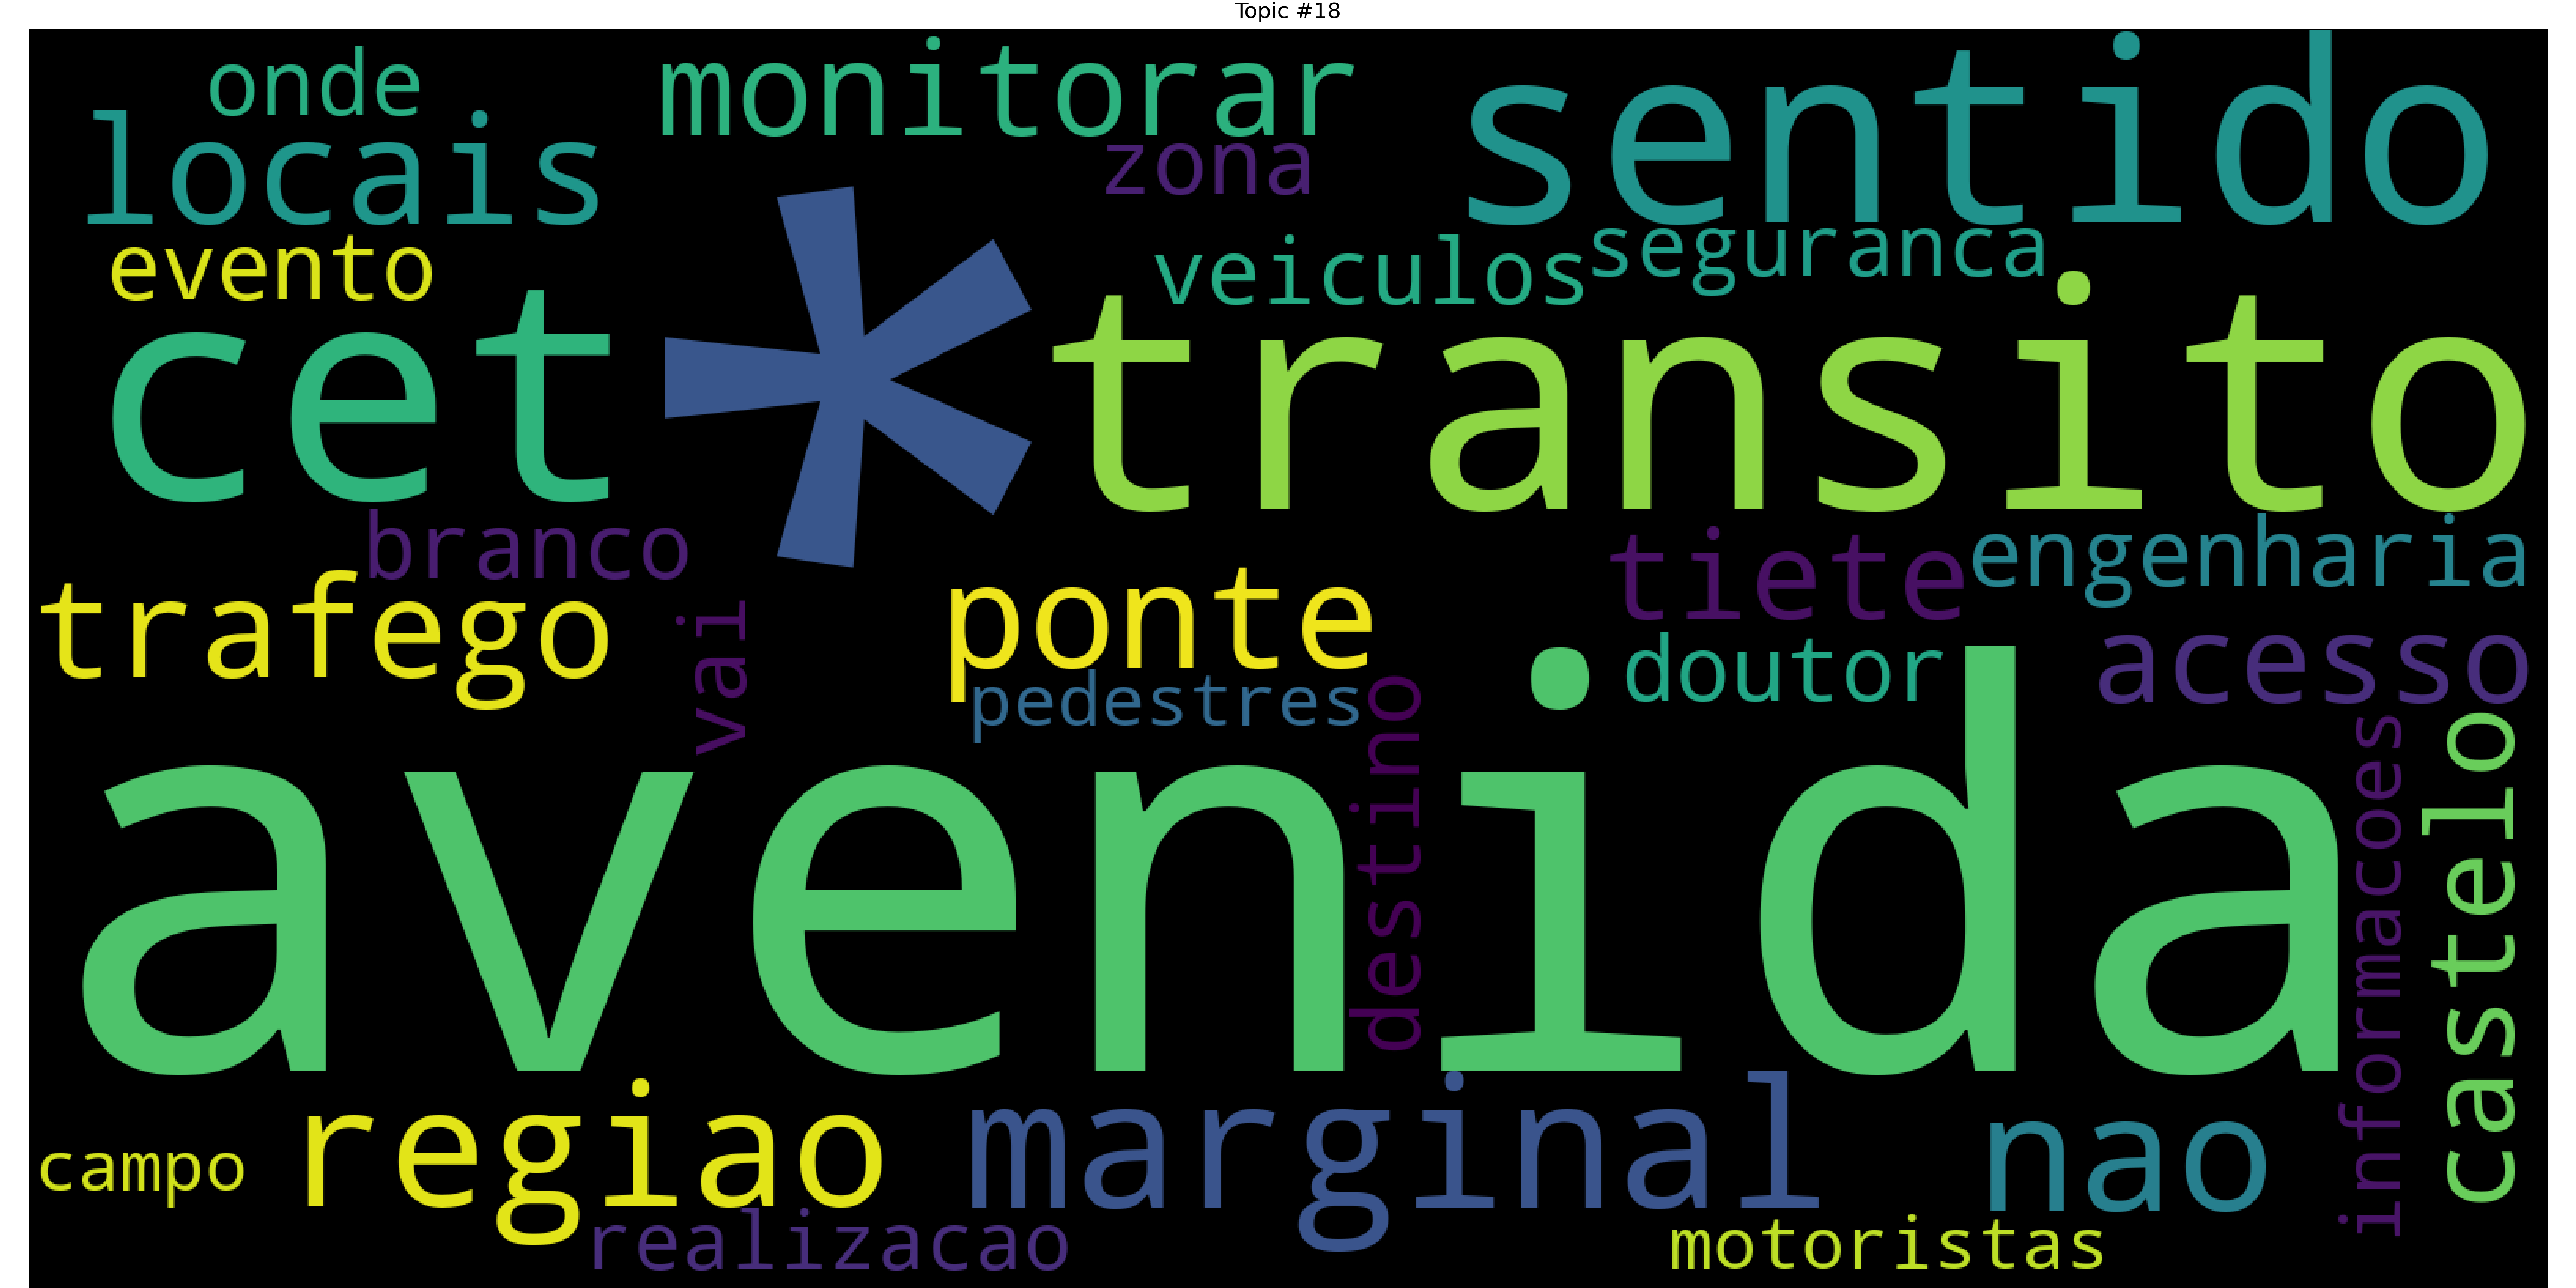 Topic #18
onde
monitorar
sentido
locais
zona
evento
veiculos
seguranca
cet
*
transito
branco
tiete
engenharia
trafego
vai
ponte
pedestres
doutor
acesso
destino
avenida
informacoes
castelo
campo
regiao
marginal
nao
realizacao
motoristas